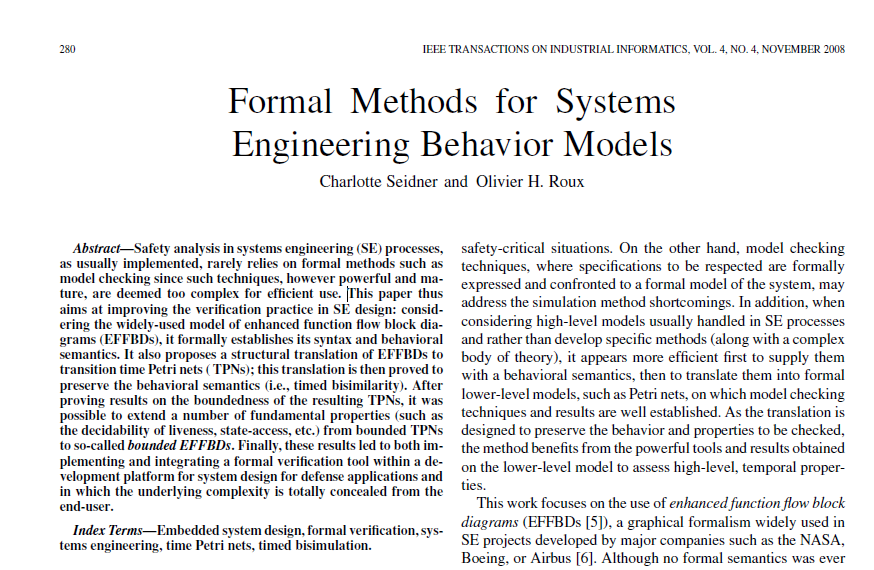 280
IEEE TRANSACTIONS ON INDUSTRIAL INFORMATICS, VOL. 4, NO. 4, NOVEMBER 2008
Formal Methods for Systems
Engineering Behavior Models
Charlotte Seidner and Olivier H. Roux
Abstract—Safety analysis in systems engineering (SE) processes,
as usually implemented, rarely relies on formal methods such as
model checking since such techniques, however powerful and ma-
ture, are deemed too complex for efficient use. This paper thus
aims at improving the verification practice in SE design: consid-
ering the widely-used model of enhanced function flow block dia-
grams (EFFBDs), it formally establishes its syntax and behavioral
semantics. It also proposes a structural translation of EFFBDs to
transition time Petri nets ( TPNs); this translation is then proved to
preserve the behavioral semantics (i.e., timed bisimilarity). After
proving results on the boundedness of the resulting TPNs, it was
possible to extend a number of fundamental properties (such as
the decidability of liveness, state-access, etc.) from bounded TPNs
to so-called bounded EFFBDs. Finally, these results led to both im-
plementing and integrating a formal verification tool within a de-
velopment platform for system design for defense applications and
in which the underlying complexity is totally concealed from the
end-user.
Index Terms—Embedded system design, formal verification, sys-
tems engineering, time Petri nets, timed bisimulation.
safety-critical situations. On the other hand, model checking
techniques, where specifications to be respected are formally
expressed and confronted to a formal model of the system, may
address the simulation method shortcomings. In addition, when
considering high-level models usually handled in SE processes
and rather than develop specific methods (along with a complex
body of theory), it appears more efficient first to supply them
with a behavioral semantics, then to translate them into formal
lower-level models, such as Petri nets, on which model checking
techniques and results are well established. As the translation is
designed to preserve the behavior and properties to be checked,
the method benefits from the powerful tools and results obtained
on the lower-level model to assess high-level, temporal proper-
ties.
This work focuses on the use of enhanced function flow block
diagrams (EFFBDs [5]), a graphical formalism widely used in
SE projects developed by major companies such as the NASA,
Boeing, or Airbus [6]. Although no formal semantics was ever